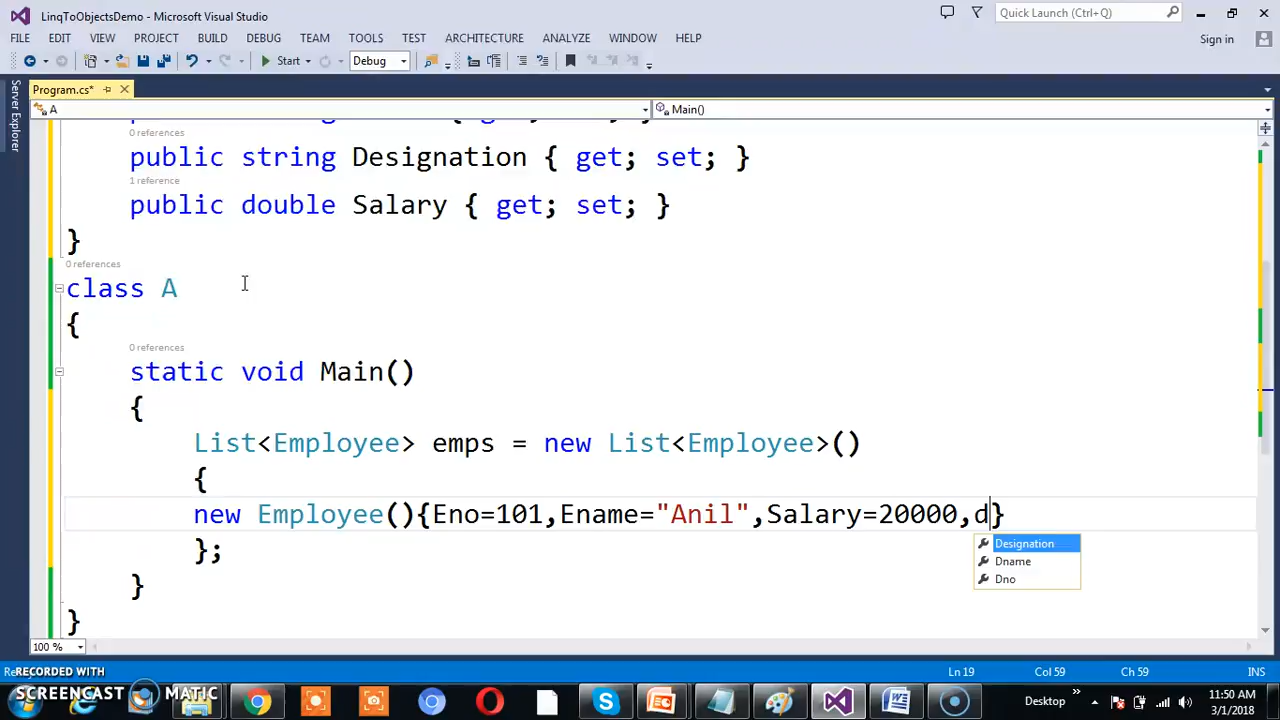 LinqToObjectsDemo - Microsoft Visual Studio
Quick Launch (Ctrl+Q)
FILE EDIT VIEW PROJECT BUILD DEBUG TEAM TOOLS TEST ARCHITECTURE ANALYZE WINDOW HELP
Sign in
Start Debug
Server Explorer
Program.cs*
A Main()
0 references
public string Designation { get; set; }
1 reference
public double Salary { get; set; }
}
0 references
class A
{
0 references
static void Main()
{
List<Employee> emps = new List<Employee>()
{
new Employee(){Eno=101,Ename="Anil",Salary=20000,d}
Designation
Dname
Dno
};
}
}
100 %
RECORDED WITH
SCREENCAST MATIC
Ln 19 Col 59 Ch 59 INS
Desktop
11:50 AM
3/1/2018